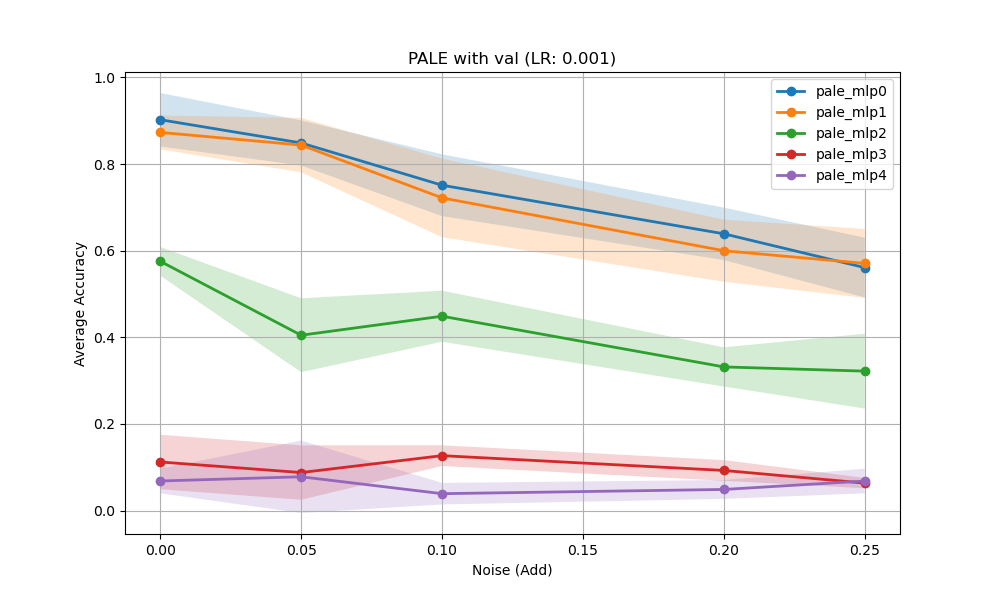 PALE with val (LR: 0.001)
pale_mlp0
pale_mlp1
pale_mlp2
pale_mlp3
pale_mlp4
Average Accuracy
1.0
0.8
0.6
0.4
0.2
0.0
0.00 0.05 0.10 0.15 0.20 0.25
Noise (Add)